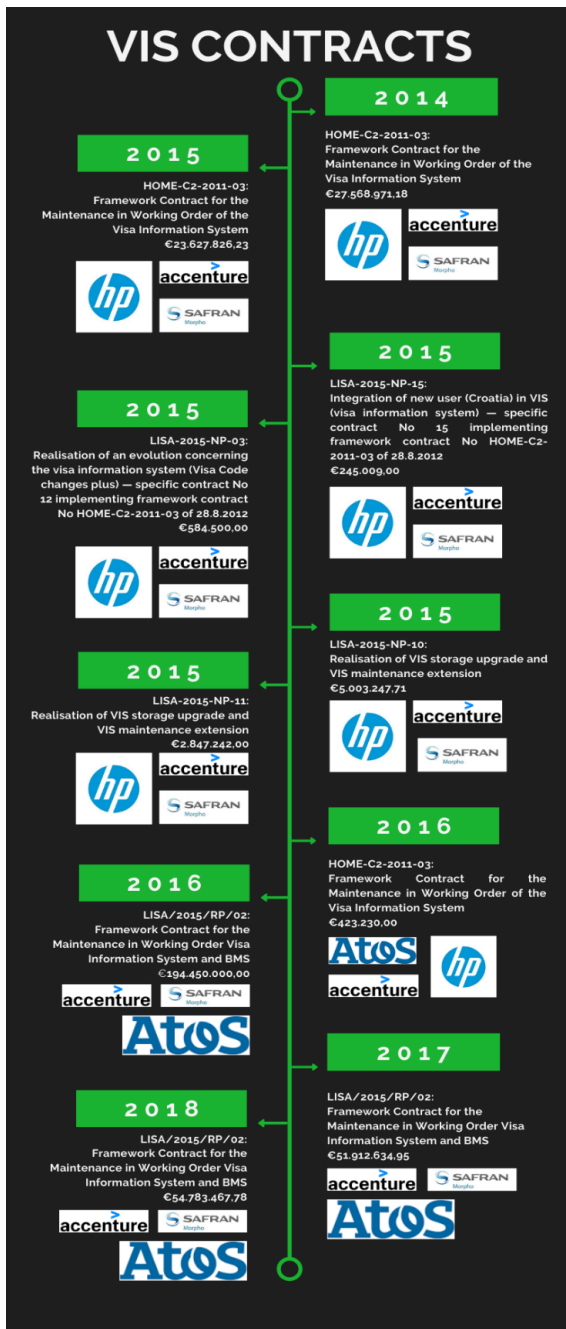 VIS CONTRACTS
2014
HOME-C2-2011-03:
Framework Contract for the
Maintenance in Working Order of the
Visa Information System
€27.568.971,18
hp
accenture
SAFRAN
Morpho
2015
HOME-C2-2011-03:
Framework Contract for the
Maintenance in Working Order of the
Visa Information System
€23.627.826,23
hp
accenture
SAFRAN
Morpho
2015
LISA-2015-NP-15:
Integration of new user (Croatia) in VIS
(visa information system) — specific
contract No 15 implementing
framework contract No HOME-C2-
2011-03 of 28.8.2012
€245.009,00
hp
accenture
SAFRAN
Morpho
2015
LISA-2015-NP-03:
Realisation of an evolution concerning
the visa information system (Visa Code
changes plus) — specific contract No
12 implementing framework contract
No HOME-C2-2011-03 of 28.8.2012
€584.500,00
hp
accenture
SAFRAN
Morpho
2015
LISA-2015-NP-10:
Realisation of VIS storage upgrade and
VIS maintenance extension
€5.003.247,71
hp
accenture
SAFRAN
Morpho
2015
LISA-2015-NP-11:
Realisation of VIS storage upgrade and
VIS maintenance extension
€2.847.242,00
hp
accenture
SAFRAN
Morpho
2016
HOME-C2-2011-03:
Framework Contract for the
Maintenance in Working Order of the
Visa Information System
€423.230,00
Atos
accenture
hp
2016
LISA/2015/RP/02:
Framework Contract for the
Maintenance in Working Order Visa
Information System and BMS
€194.450.000,00
accenture
SAFRAN
Morpho
Atos
2017
LISA/2015/RP/02:
Framework Contract for the
Maintenance in Working Order Visa
Information System and BMS
€51.912.634,95
accenture
SAFRAN
Morpho
Atos
2018
LISA/2015/RP/02:
Framework Contract for the
Maintenance in Working Order Visa
Information System and BMS
€54.783.467,78
accenture
SAFRAN
Morpho
Atos